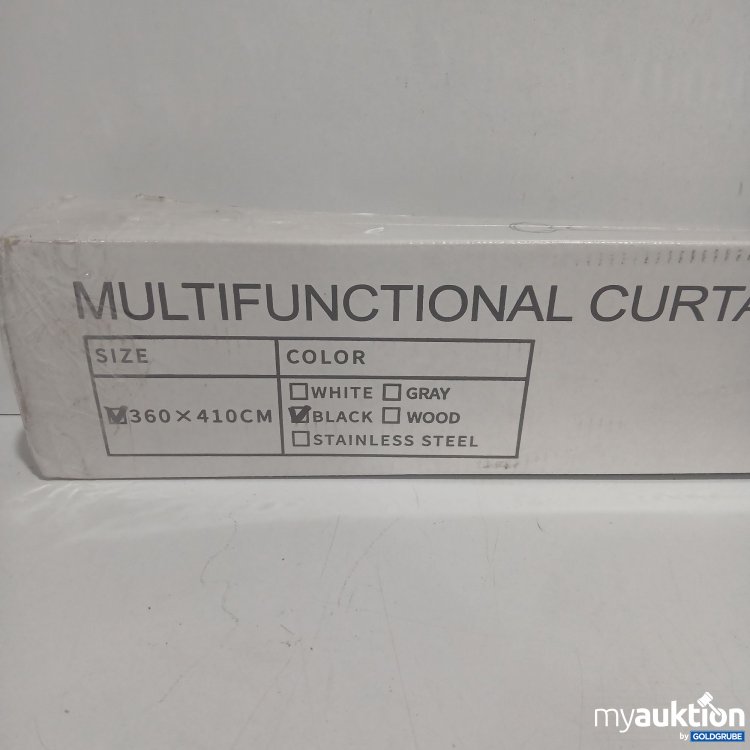 MULTIFUNCTIONAL CURTA
SIZE COLOR
☑360×410CM
☐WHITE ☐GRAY
☑BLACK ☐WOOD
☐STAINLESS STEEL
myauktion
by GOLDGRUBE